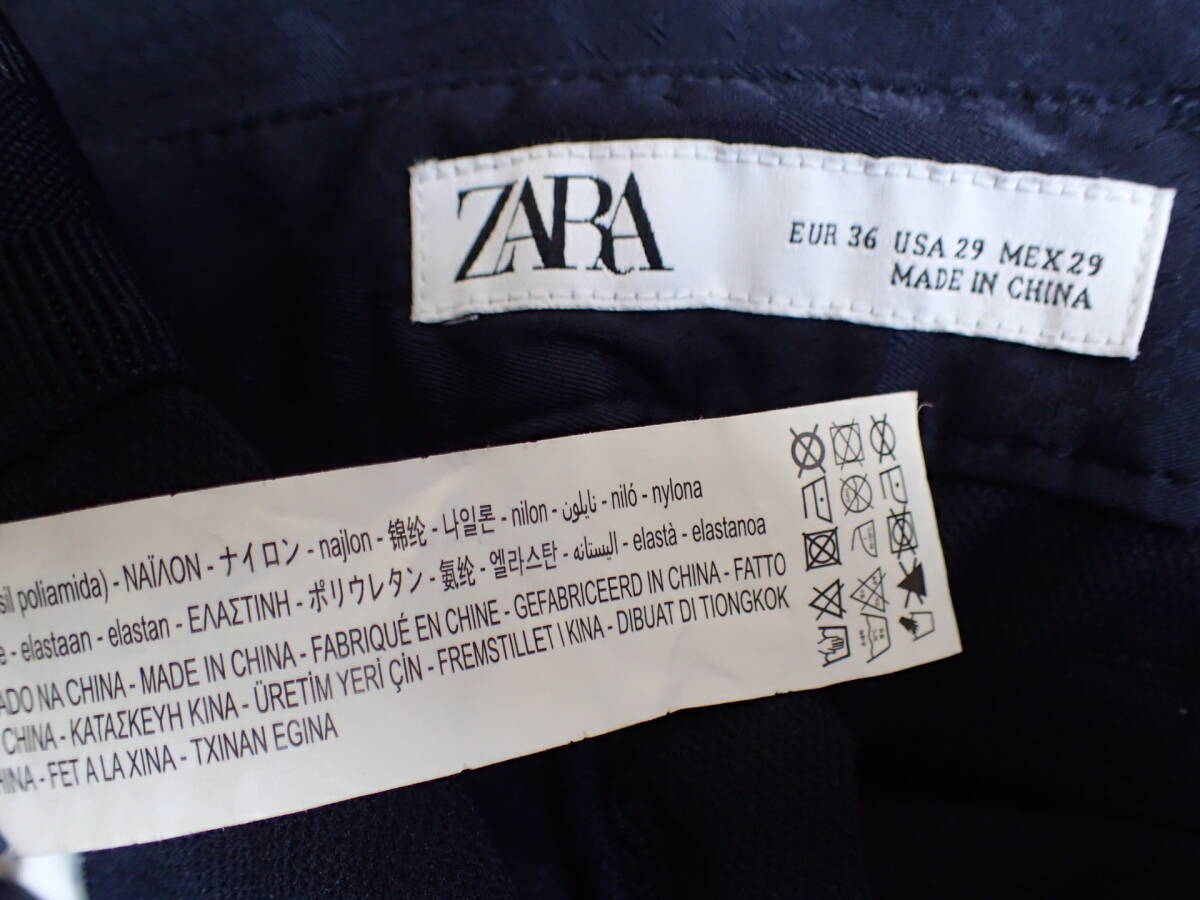 ZARA
EUR 36 USA 29 MEX 29
MADE IN CHINA
poliamida) - ΝΑΪΛΟΝ - ナイロン - najlon - 锦纶 - 나일론 - nilon - نايلون - niló - nylona
- elastaan - elastan - ΕΛΑΣΤΙΝΗ - ポリウレタン - 氨纶 - 엘라스탄 - اليستانه - elastà - elastanoa
NA CHINA - MADE IN CHINA - FABRIQUÉ EN CHINE - GEFABRICEERD IN CHINA - FATTO
CHINA - ΚΑΤΑΣΚΕΥΗ ΚΙΝΑ - ÜRETİM YERİ ÇİN - FREMSTILLET I KINA - DIBUAT DI TIONGKOK
- FET A LA XINA - TXINAN EGINA